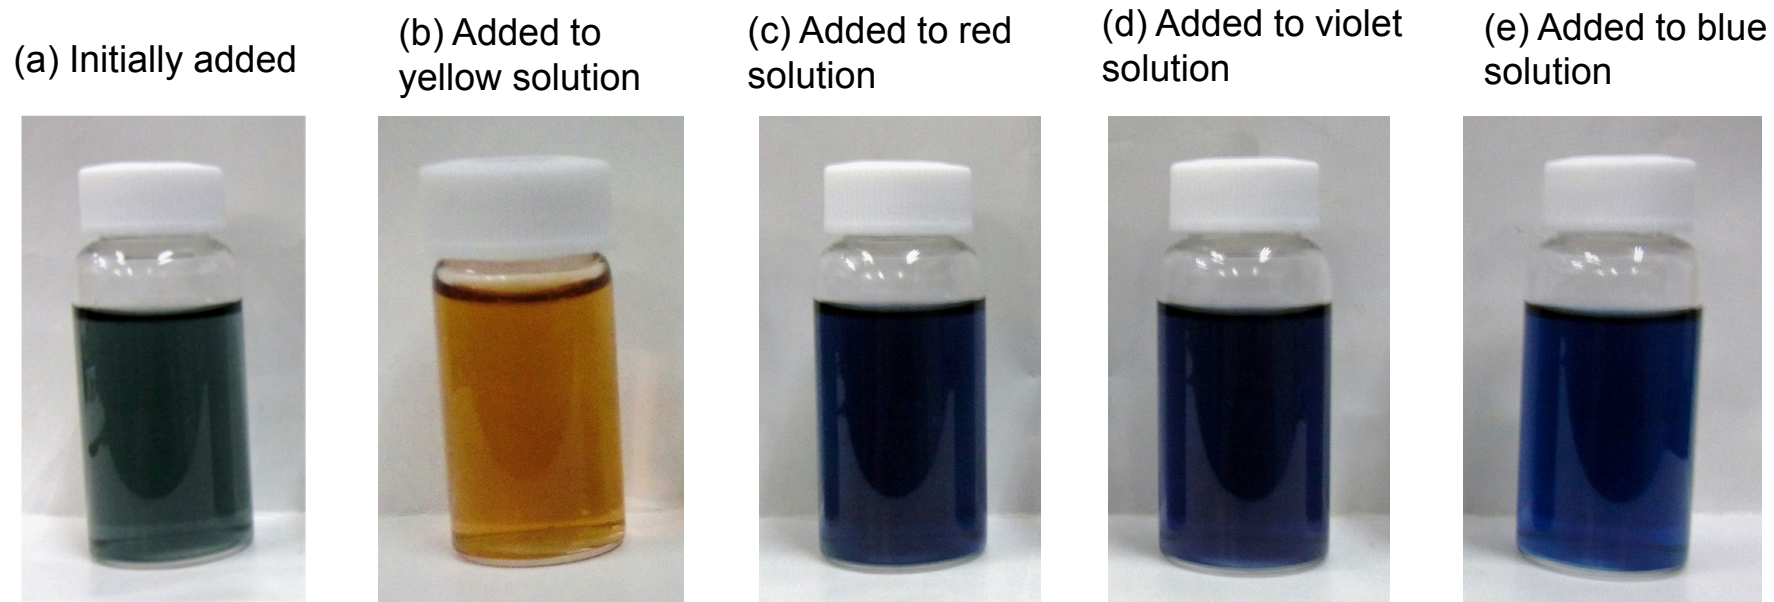 (a) Initially added
(b) Added to
yellow solution
(c) Added to red
solution
(d) Added to violet
solution
(e) Added to blue
solution